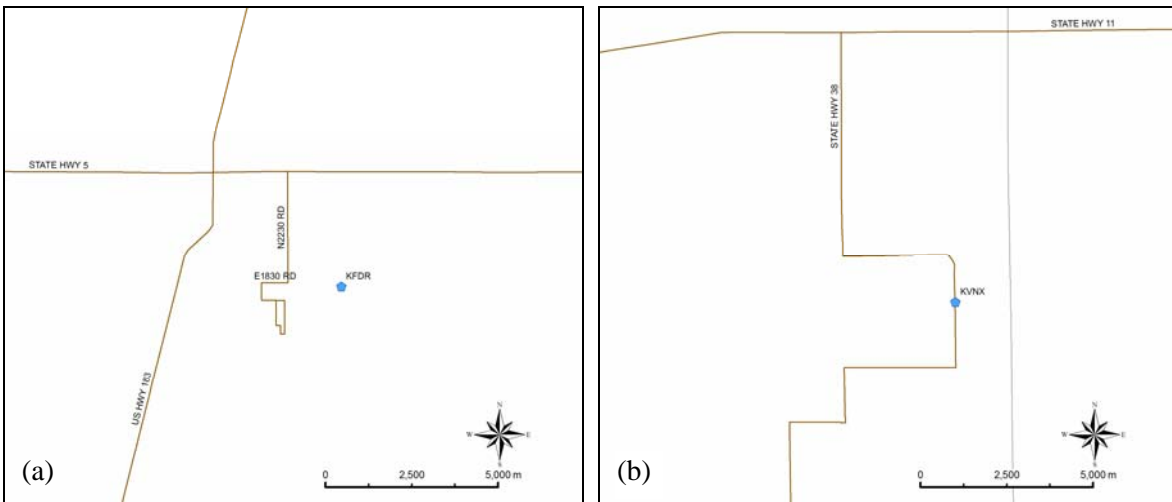 STATE HWY 5
N2230 RD
E1830 RD
KFDR
US HWY 183
N
W
E
S
0
2,500
5,000 m
(a)
STATE HWY 11
STATE HWY 38
KVNX
N
W
E
S
0
2,500
5,000 m
(b)